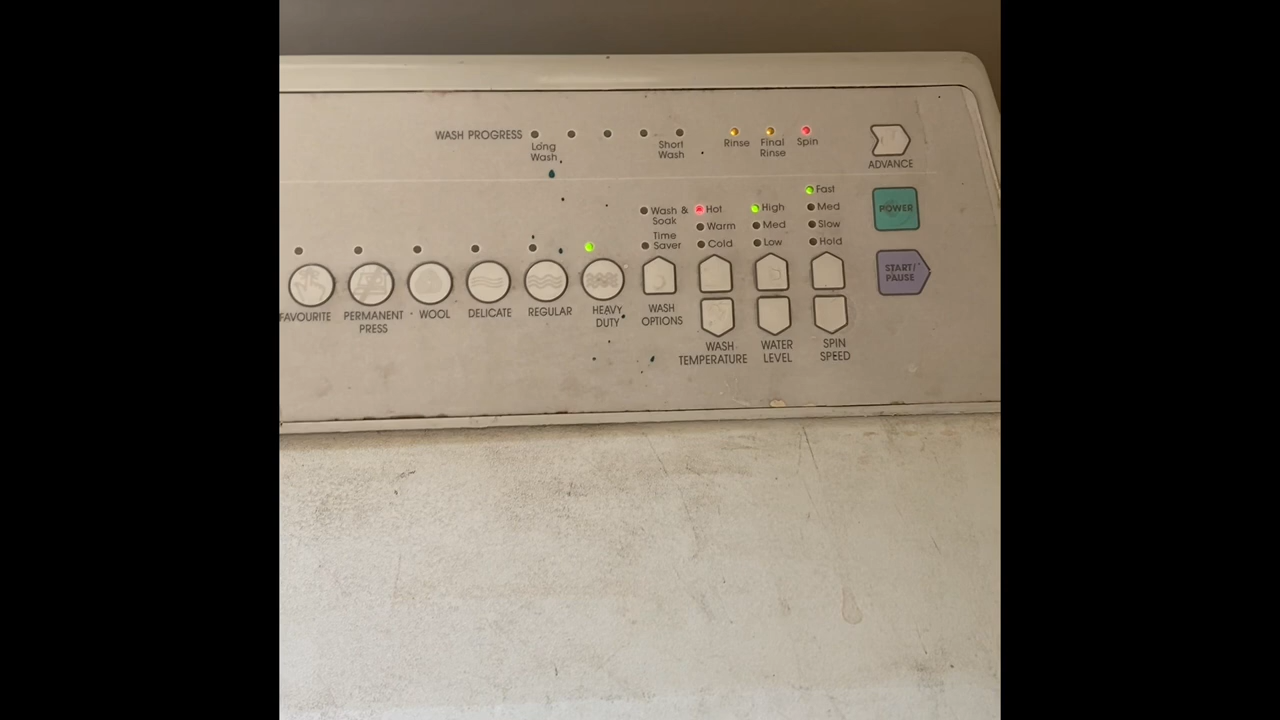 WASH PROGRESS
Long
Wash
Short
Wash
Rinse
Final
Rinse
Spin
ADVANCE
Wash &
Soak
Time
Saver
Hot
Warm
Cold
High
Med
Low
Fast
Med
Slow
Hold
POWER
START/
PAUSE
FAVOURITE
PERMANENT
PRESS
WOOL
DELICATE
REGULAR
HEAVY
DUTY
WASH
OPTIONS
WASH
TEMPERATURE
WATER
LEVEL
SPIN
SPEED